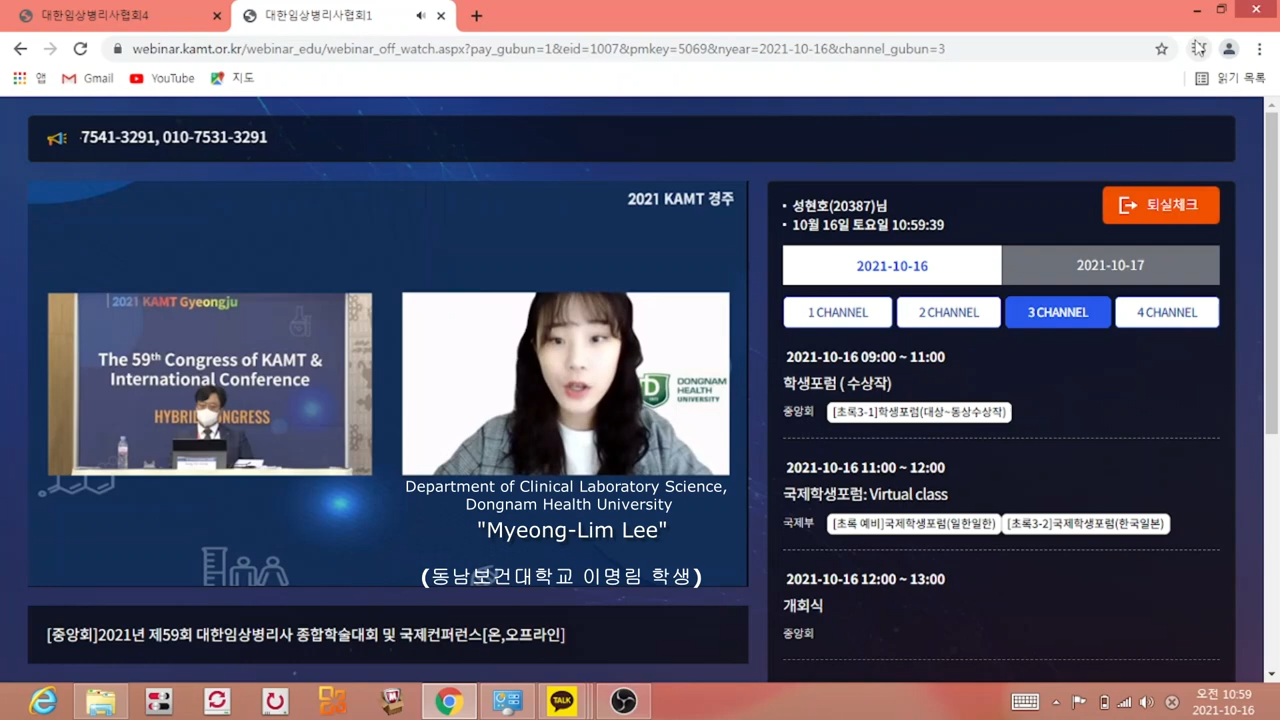 대한임상병리사협회4
대한임상병리사협회1
webinar.kamt.or.kr/webinar_edu/webinar_off_watch.aspx?pay_gubun=1&eid=1007&pmkey=5069&nyear=2021-10-16&channel_gubun=3
앱
Gmail
YouTube
지도
읽기 목록
7541-3291, 010-7531-3291
2021 KAMT 경주
2021 KAMT Gyeongju
The 59th Congress of KAMT &
International Conference
HYBRID CONGRESS
DONGNAM
HEALTH
UNIVERSITY
Department of Clinical Laboratory Science,
Dongnam Health University
"Myeong-Lim Lee"
(동남보건대학교 이명림 학생)
[중앙회]2021년 제59회 대한임상병리사 종합학술대회 및 국제컨퍼런스[온,오프라인]
· 성현호(20387)님
· 10월 16일 토요일 10:59:39
퇴실체크
2021-10-16
2021-10-17
1 CHANNEL
2 CHANNEL
3 CHANNEL
4 CHANNEL
2021-10-16 09:00 ~ 11:00
학생포럼 ( 수상작)
중앙회 [초록3-1]학생포럼(대상~동상수상작)
2021-10-16 11:00 ~ 12:00
국제학생포럼: Virtual class
국제부 [초록 예비]국제학생포럼(일한일한) [초록3-2]국제학생포럼(한국일본)
2021-10-16 12:00 ~ 13:00
개회식
중앙회
TALK
오전 10:59
2021-10-16